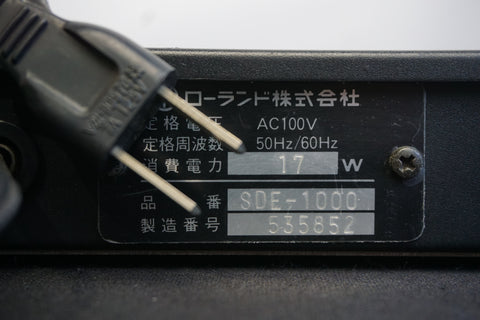 ローランド株式会社
定格電圧 AC100V
定格周波数 50Hz/60Hz
消費電力 17 W
品番 SDE-1000
製造番号 535852